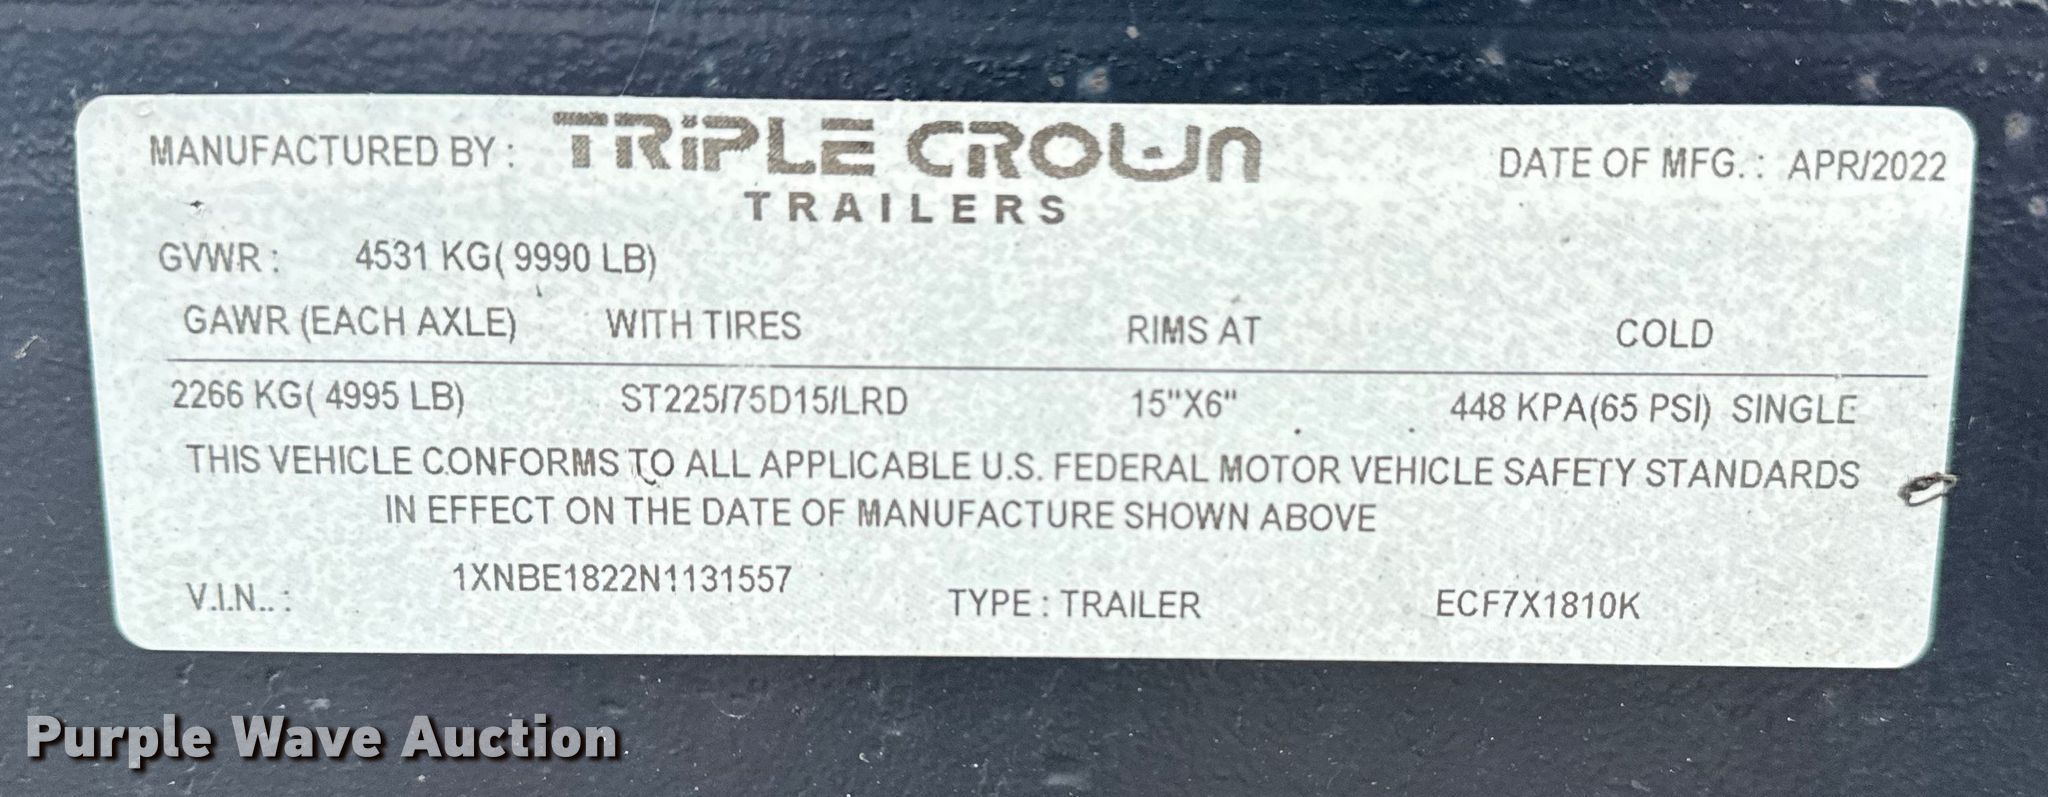 MANUFACTURED BY : TRiPLE CROWN DATE OF MFG. : APR/2022
TRAILERS
GVWR : 4531 KG( 9990 LB)
GAWR (EACH AXLE) WITH TIRES RIMS AT COLD
2266 KG( 4995 LB) ST225/75D15/LRD 15"X6" 448 KPA(65 PSI) SINGLE
THIS VEHICLE CONFORMS TO ALL APPLICABLE U.S. FEDERAL MOTOR VEHICLE SAFETY STANDARDS
IN EFFECT ON THE DATE OF MANUFACTURE SHOWN ABOVE
V.I.N.. : 1XNBE1822N1131557 TYPE : TRAILER ECF7X1810K
Purple Wave Auction